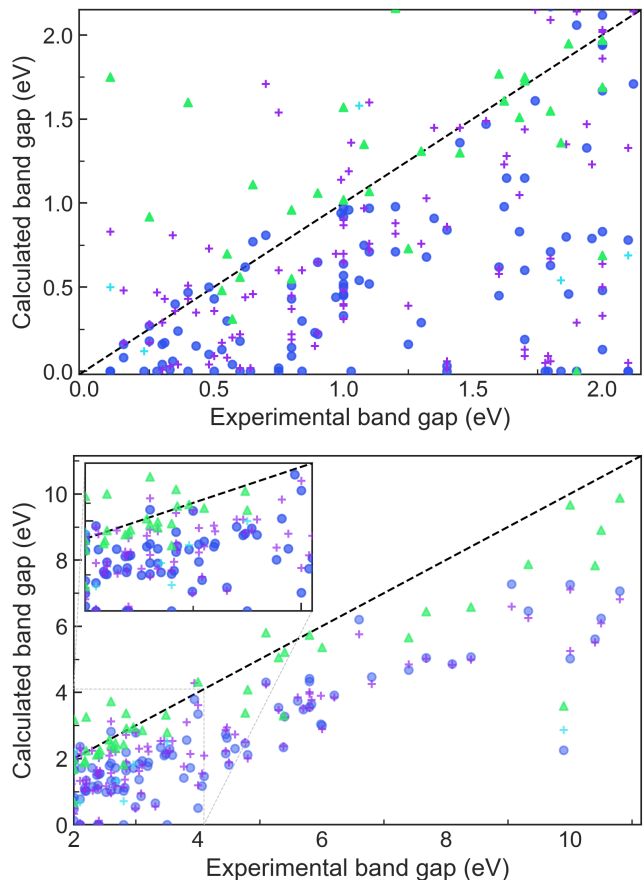 2.0
1.5
1.0
0.5
0.0
Calculated band gap (eV)
0.0 0.5 1.0 1.5 2.0
Experimental band gap (eV)
10
8
6
4
2
0
Calculated band gap (eV)
2 4 6 8 10
Experimental band gap (eV)